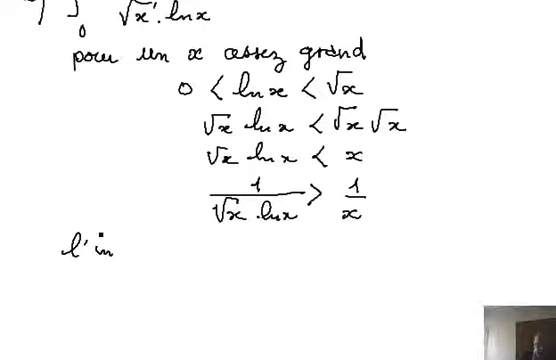 ∫ √x . ln x
0
pour un x assez grand
0 < ln x < √x
√x ln x < √x √x
√x ln x < x
1/(√x . ln x) > 1/x
l'in